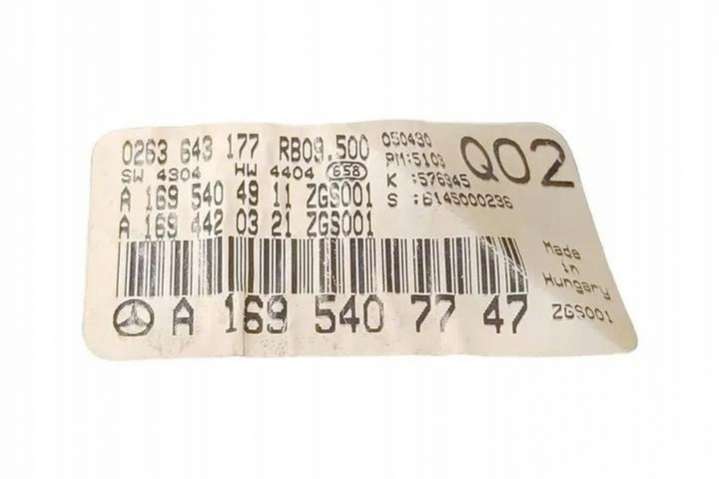 0263 643 177 RB09.500
SW 4304 HW 4404 658
A 169 540 49 11 ZGS001
A 169 442 03 21 ZGS001
050430
PM:5103
K :576345
S :6145000236
Q02
A 169 540 77 47
Made
in
Hungary
ZGS001